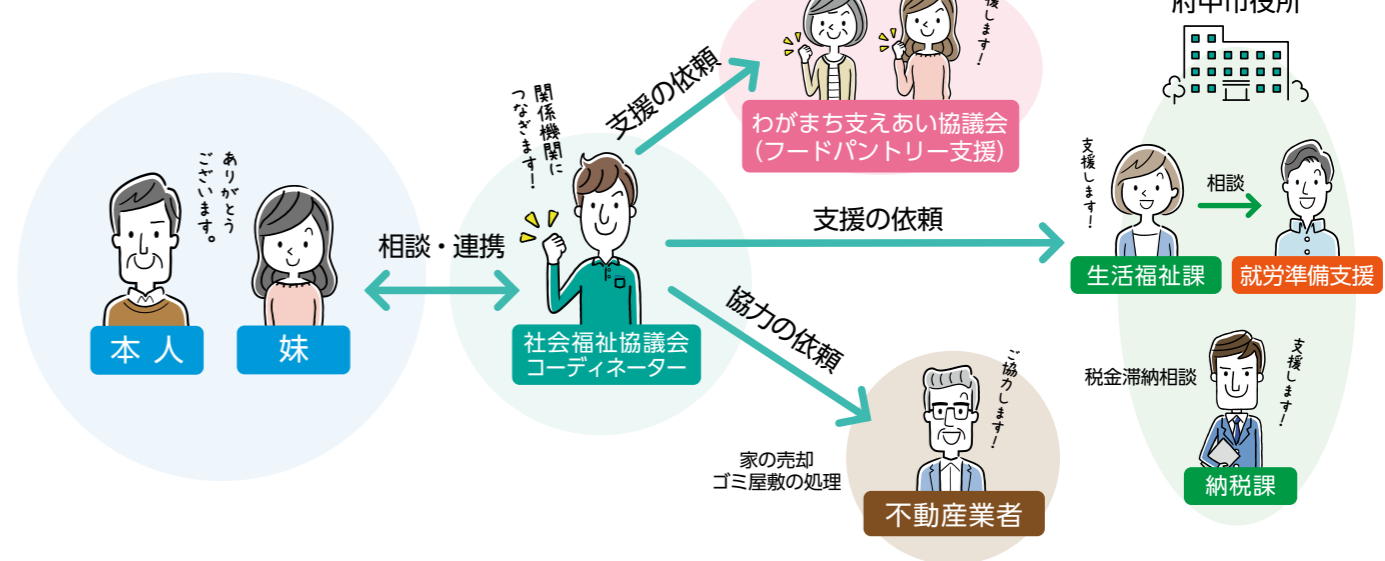 府中市役所
援します!
支援の依頼
わがまち支えあい協議会
(フードパントリー支援)
関係機関に
つなぎます!
ありがとう
ございます。
相談・連携
本人
妹
社会福祉協議会
コーディネーター
支援の依頼
支援します!
相談
生活福祉課
就労準備支援
協力の依頼
ご協力します!
家の売却
ゴミ屋敷の処理
不動産業者
税金滞納相談
支援します!
納税課